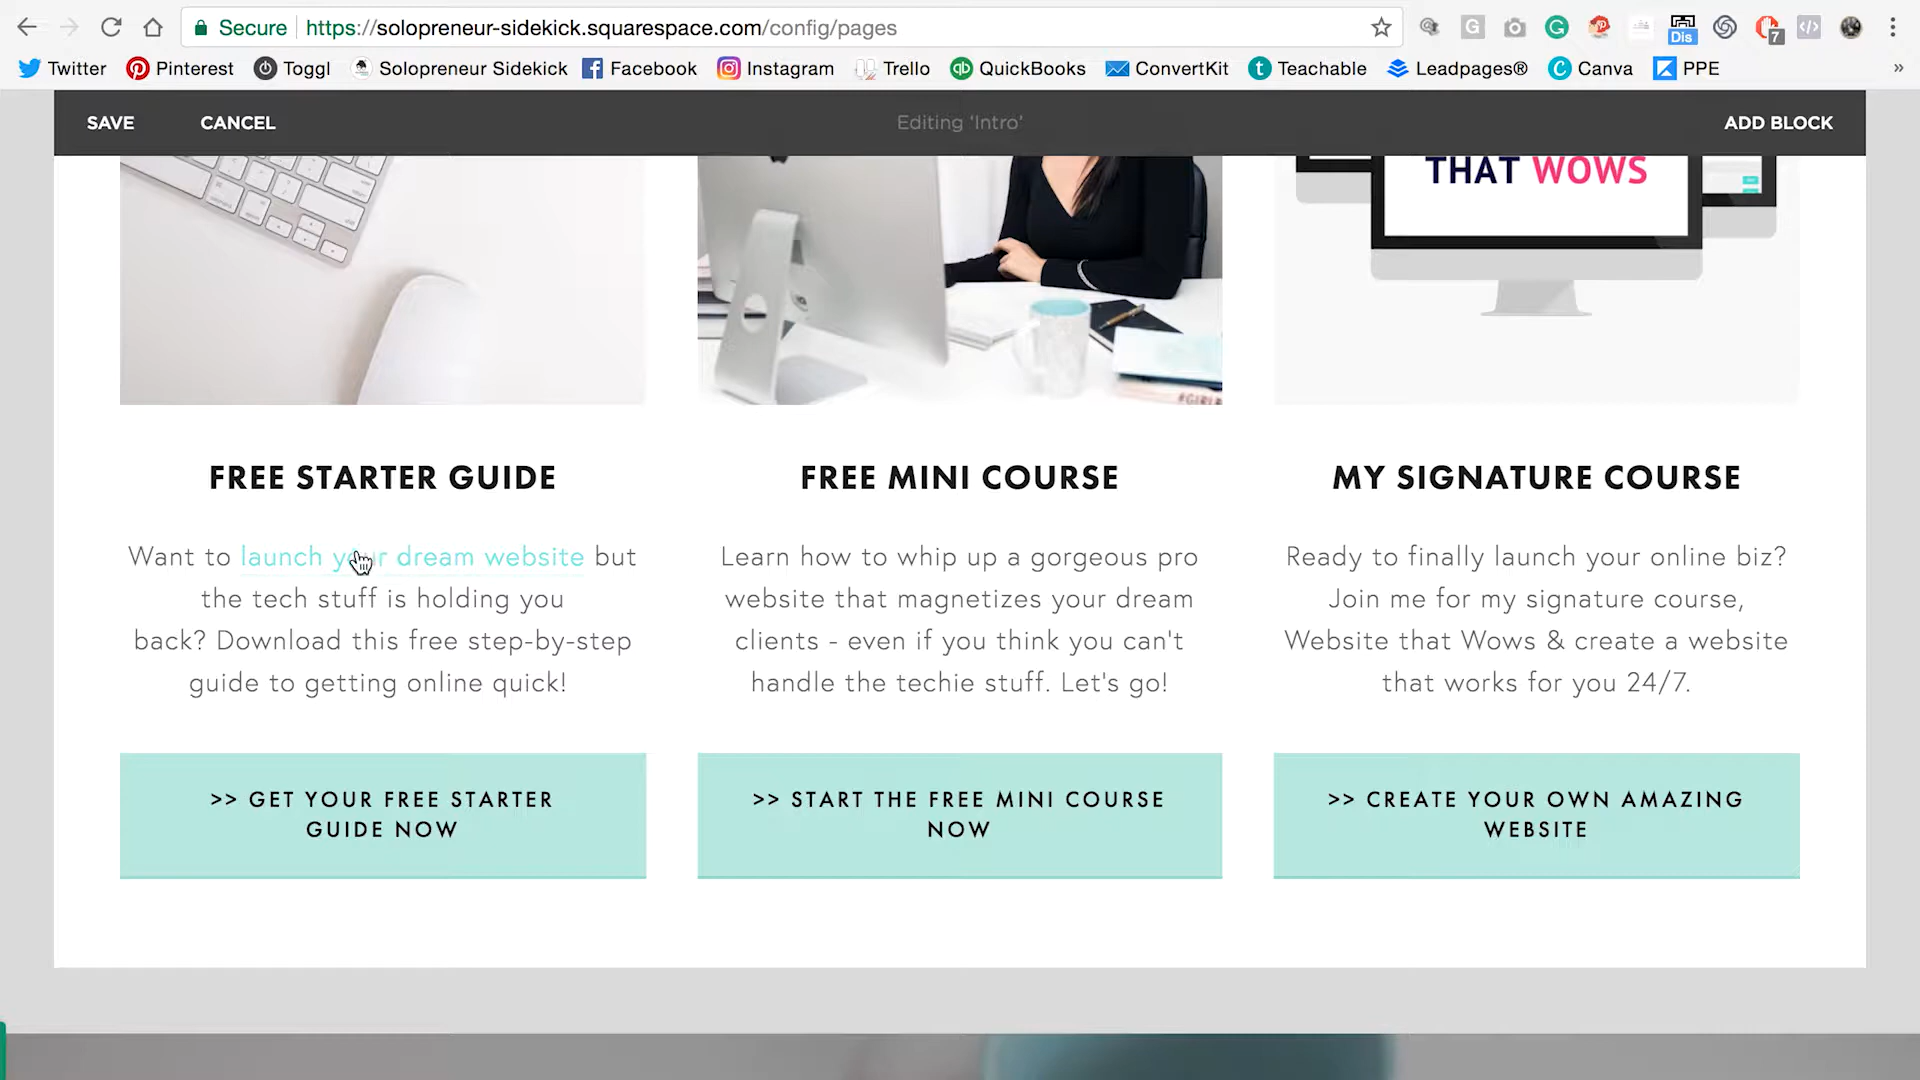 Secure https://solopreneur-sidekick.squarespace.com/config/pages
G Dis 7
Twitter Pinterest Toggl Solopreneur Sidekick Facebook Instagram Trello QuickBooks ConvertKit Teachable Leadpages® Canva PPE »
SAVE CANCEL Editing ‘Intro’ ADD BLOCK
THAT WOWS
FREE STARTER GUIDE
Want to launch your dream website but
the tech stuff is holding you
back? Download this free step-by-step
guide to getting online quick!
>> GET YOUR FREE STARTER
GUIDE NOW
FREE MINI COURSE
Learn how to whip up a gorgeous pro
website that magnetizes your dream
clients - even if you think you can't
handle the techie stuff. Let's go!
>> START THE FREE MINI COURSE
NOW
MY SIGNATURE COURSE
Ready to finally launch your online biz?
Join me for my signature course,
Website that Wows & create a website
that works for you 24/7.
>> CREATE YOUR OWN AMAZING
WEBSITE